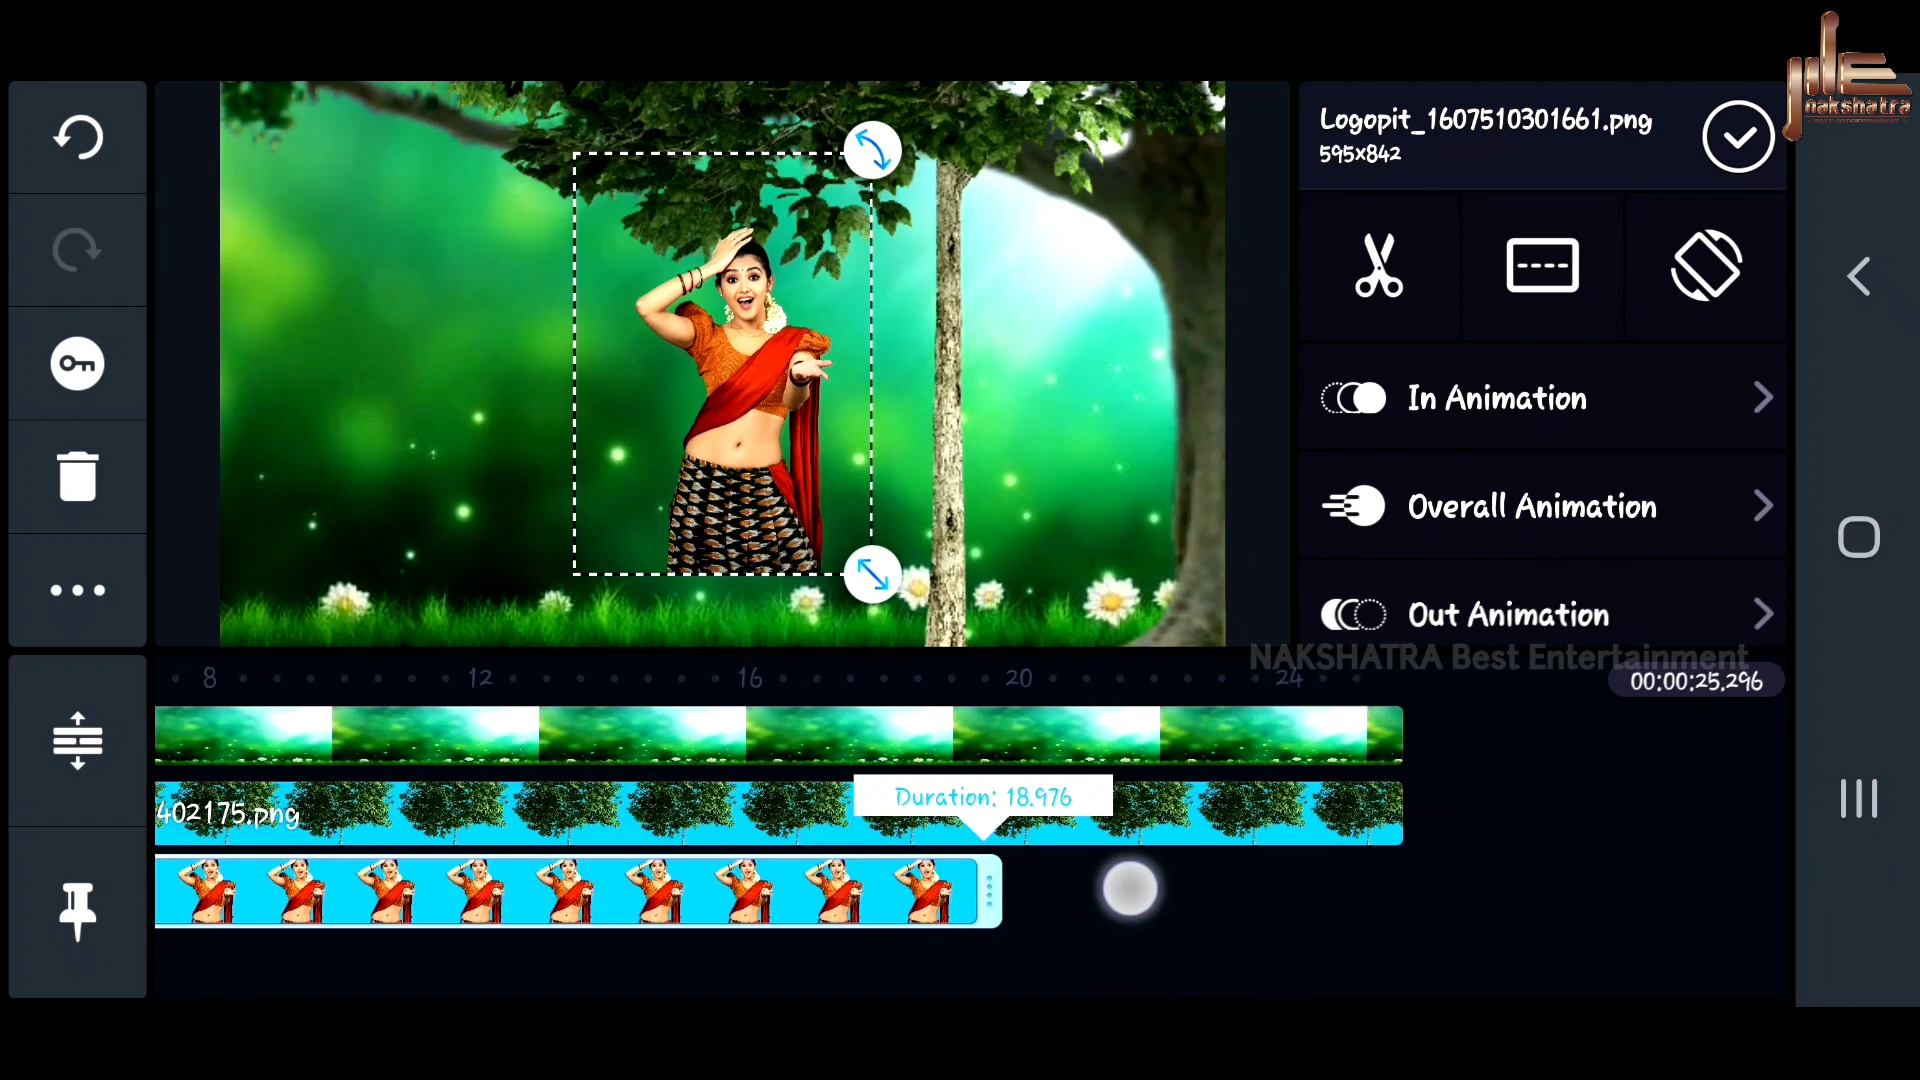 nakshatra
Logopit_1607510301661.png
595x842
In Animation
Overall Animation
Out Animation
NAKSHATRA Best Entertainment
8 12 16 20 24
00:00:25.296
Duration: 18.976
402175.png